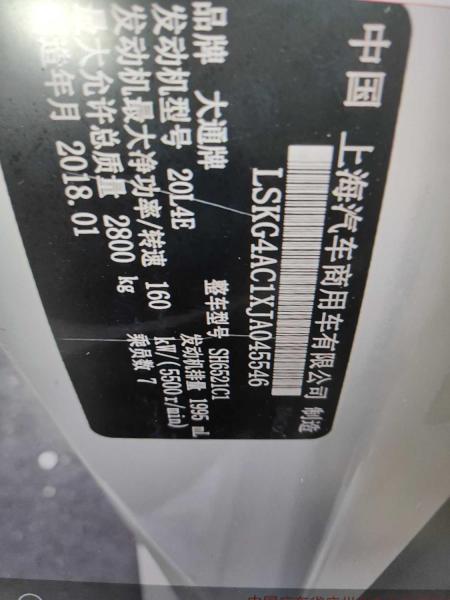 中国 上海汽车商用车有限公司 制造
LSKG4AC1XJA045546
品牌 大通牌 整车型号 SH6521C1
发动机型号 20L4E 发动机排量 1995 mL
发动机最大净功率/转速 160 kW/(5500r/min)
最大允许总质量 2800 kg 乘员数 7
造年月 2018.01